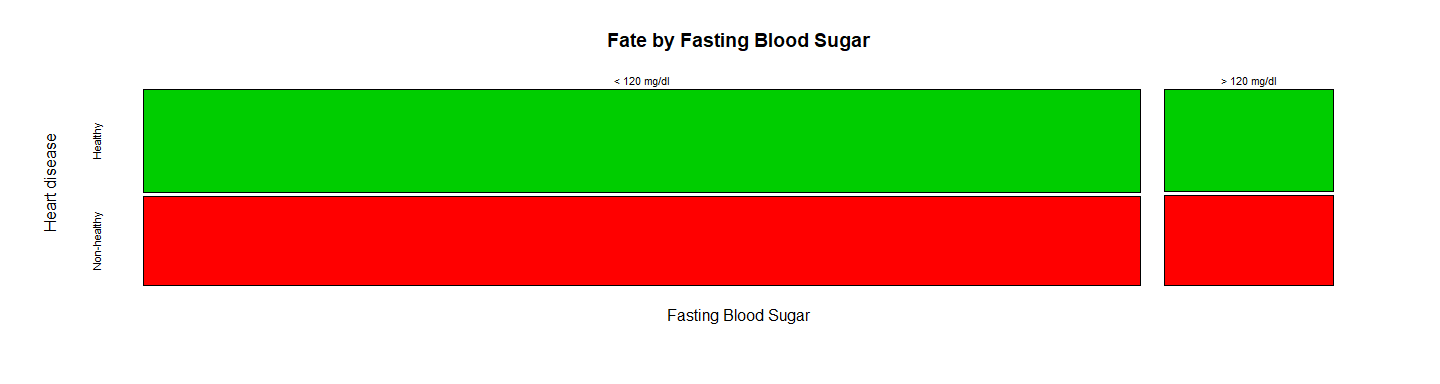 Fate by Fasting Blood Sugar
< 120 mg/dl
> 120 mg/dl
Heart disease
Healthy
Non-healthy
Fasting Blood Sugar